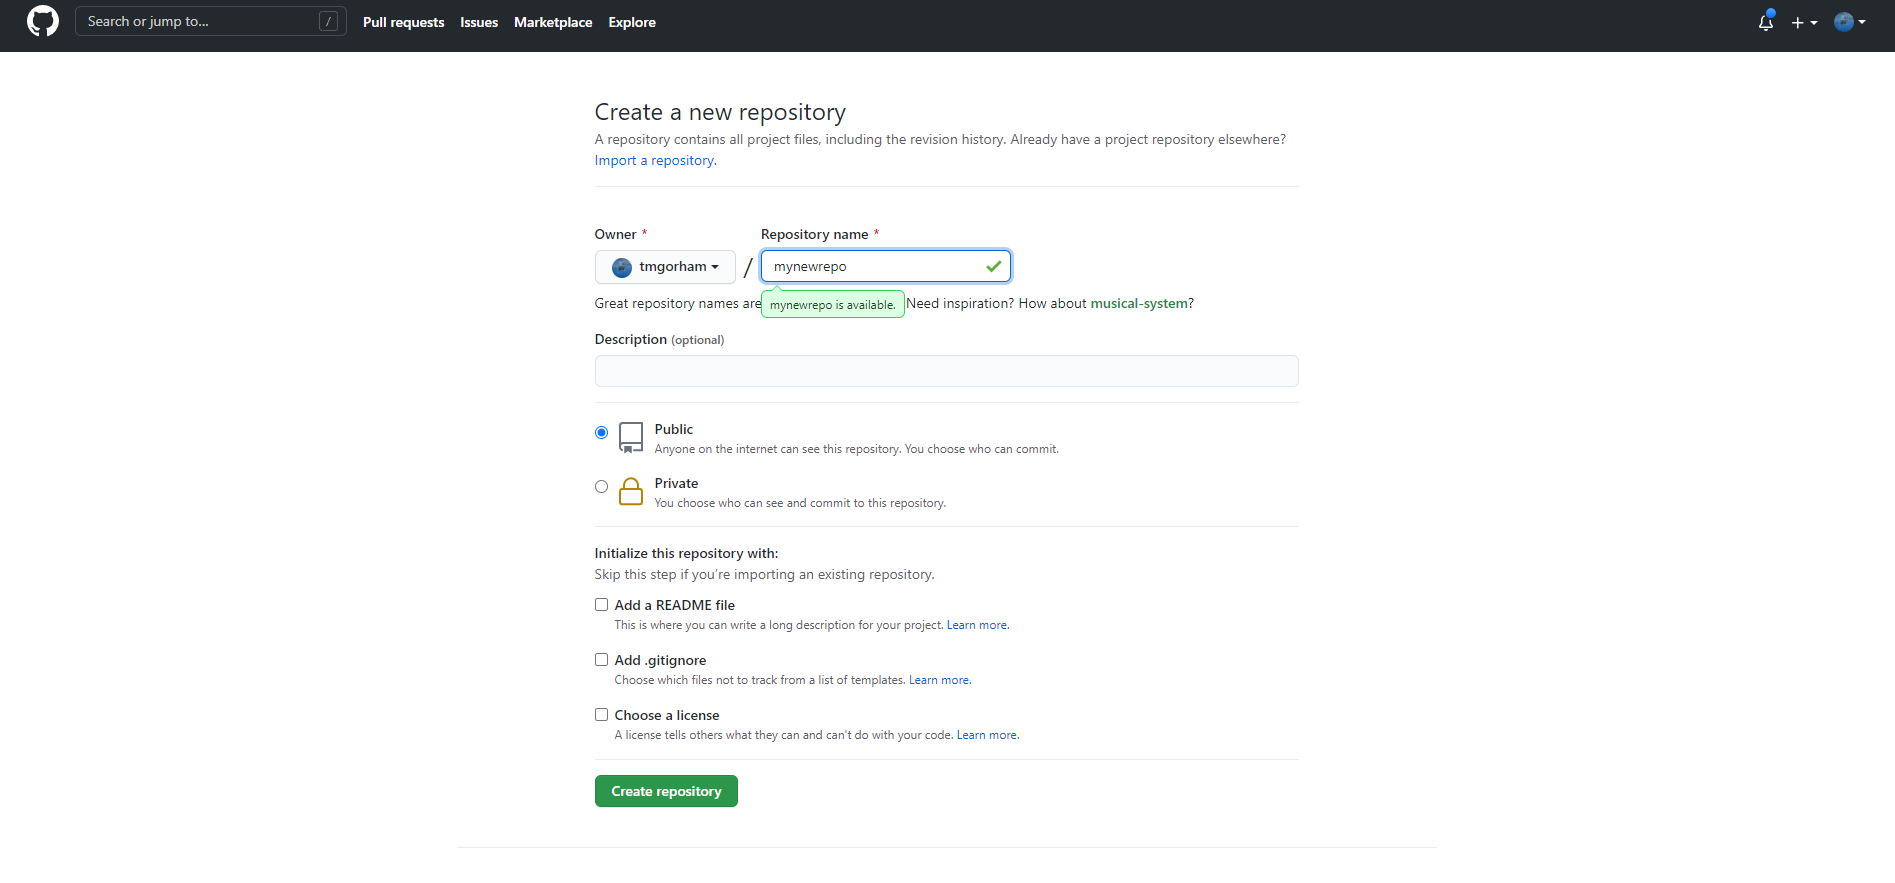 Search or jump to... /
Pull requests Issues Marketplace Explore
Create a new repository
A repository contains all project files, including the revision history. Already have a project repository elsewhere?
Import a repository.
Owner * Repository name *
tmgorham / mynewrepo
Great repository names are mynewrepo is available. Need inspiration? How about musical-system?
Description (optional)
Public
Anyone on the internet can see this repository. You choose who can commit.
Private
You choose who can see and commit to this repository.
Initialize this repository with:
Skip this step if you're importing an existing repository.
Add a README file
This is where you can write a long description for your project. Learn more.
Add .gitignore
Choose which files not to track from a list of templates. Learn more.
Choose a license
A license tells others what they can and can't do with your code. Learn more.
Create repository